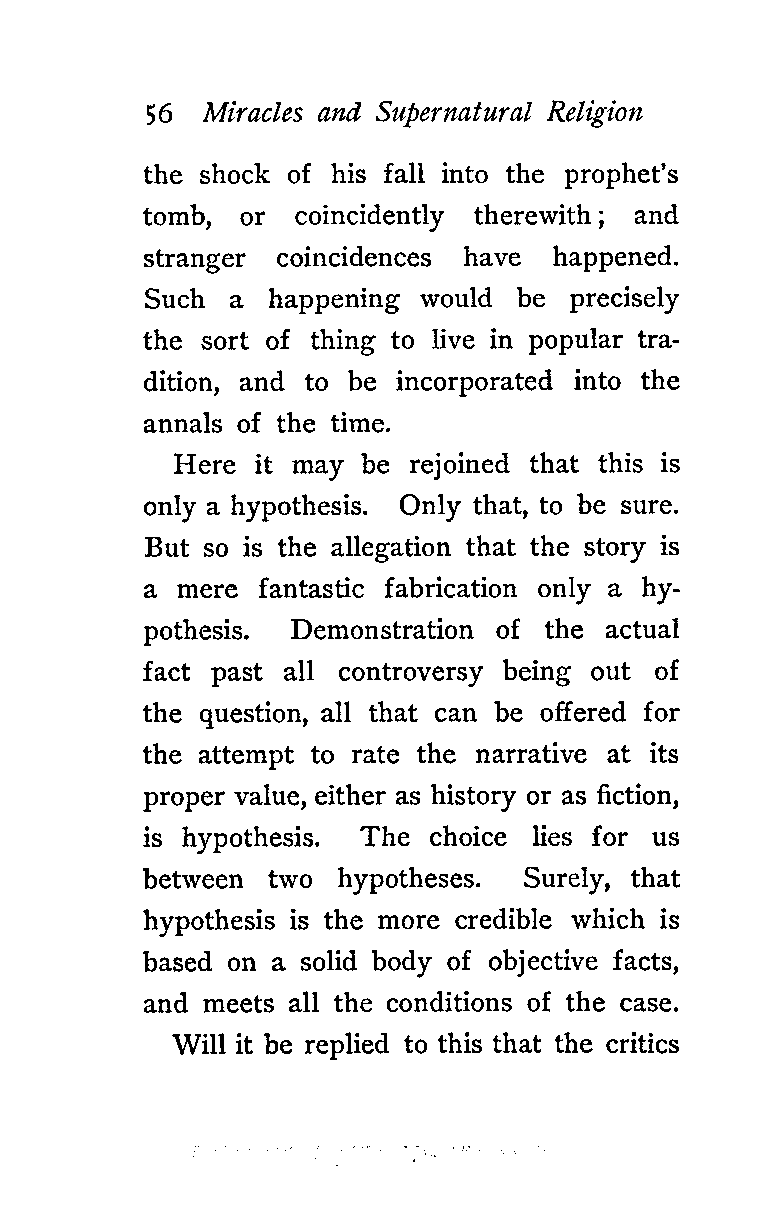 56 Miracles and Supernatural Religion
the shock of his fall into the prophet's
tomb, or coincidently therewith; and
stranger coincidences have happened.
Such a happening would be precisely
the sort of thing to live in popular tra-
dition, and to be incorporated into the
annals of the time.
Here it may be rejoined that this is
only a hypothesis. Only that, to be sure.
But so is the allegation that the story is
a mere fantastic fabrication only a hy-
pothesis. Demonstration of the actual
fact past all controversy being out of
the question, all that can be offered for
the attempt to rate the narrative at its
proper value, either as history or as fiction,
is hypothesis. The choice lies for us
between two hypotheses. Surely, that
hypothesis is the more credible which is
based on a solid body of objective facts,
and meets all the conditions of the case.
Will it be replied to this that the critics